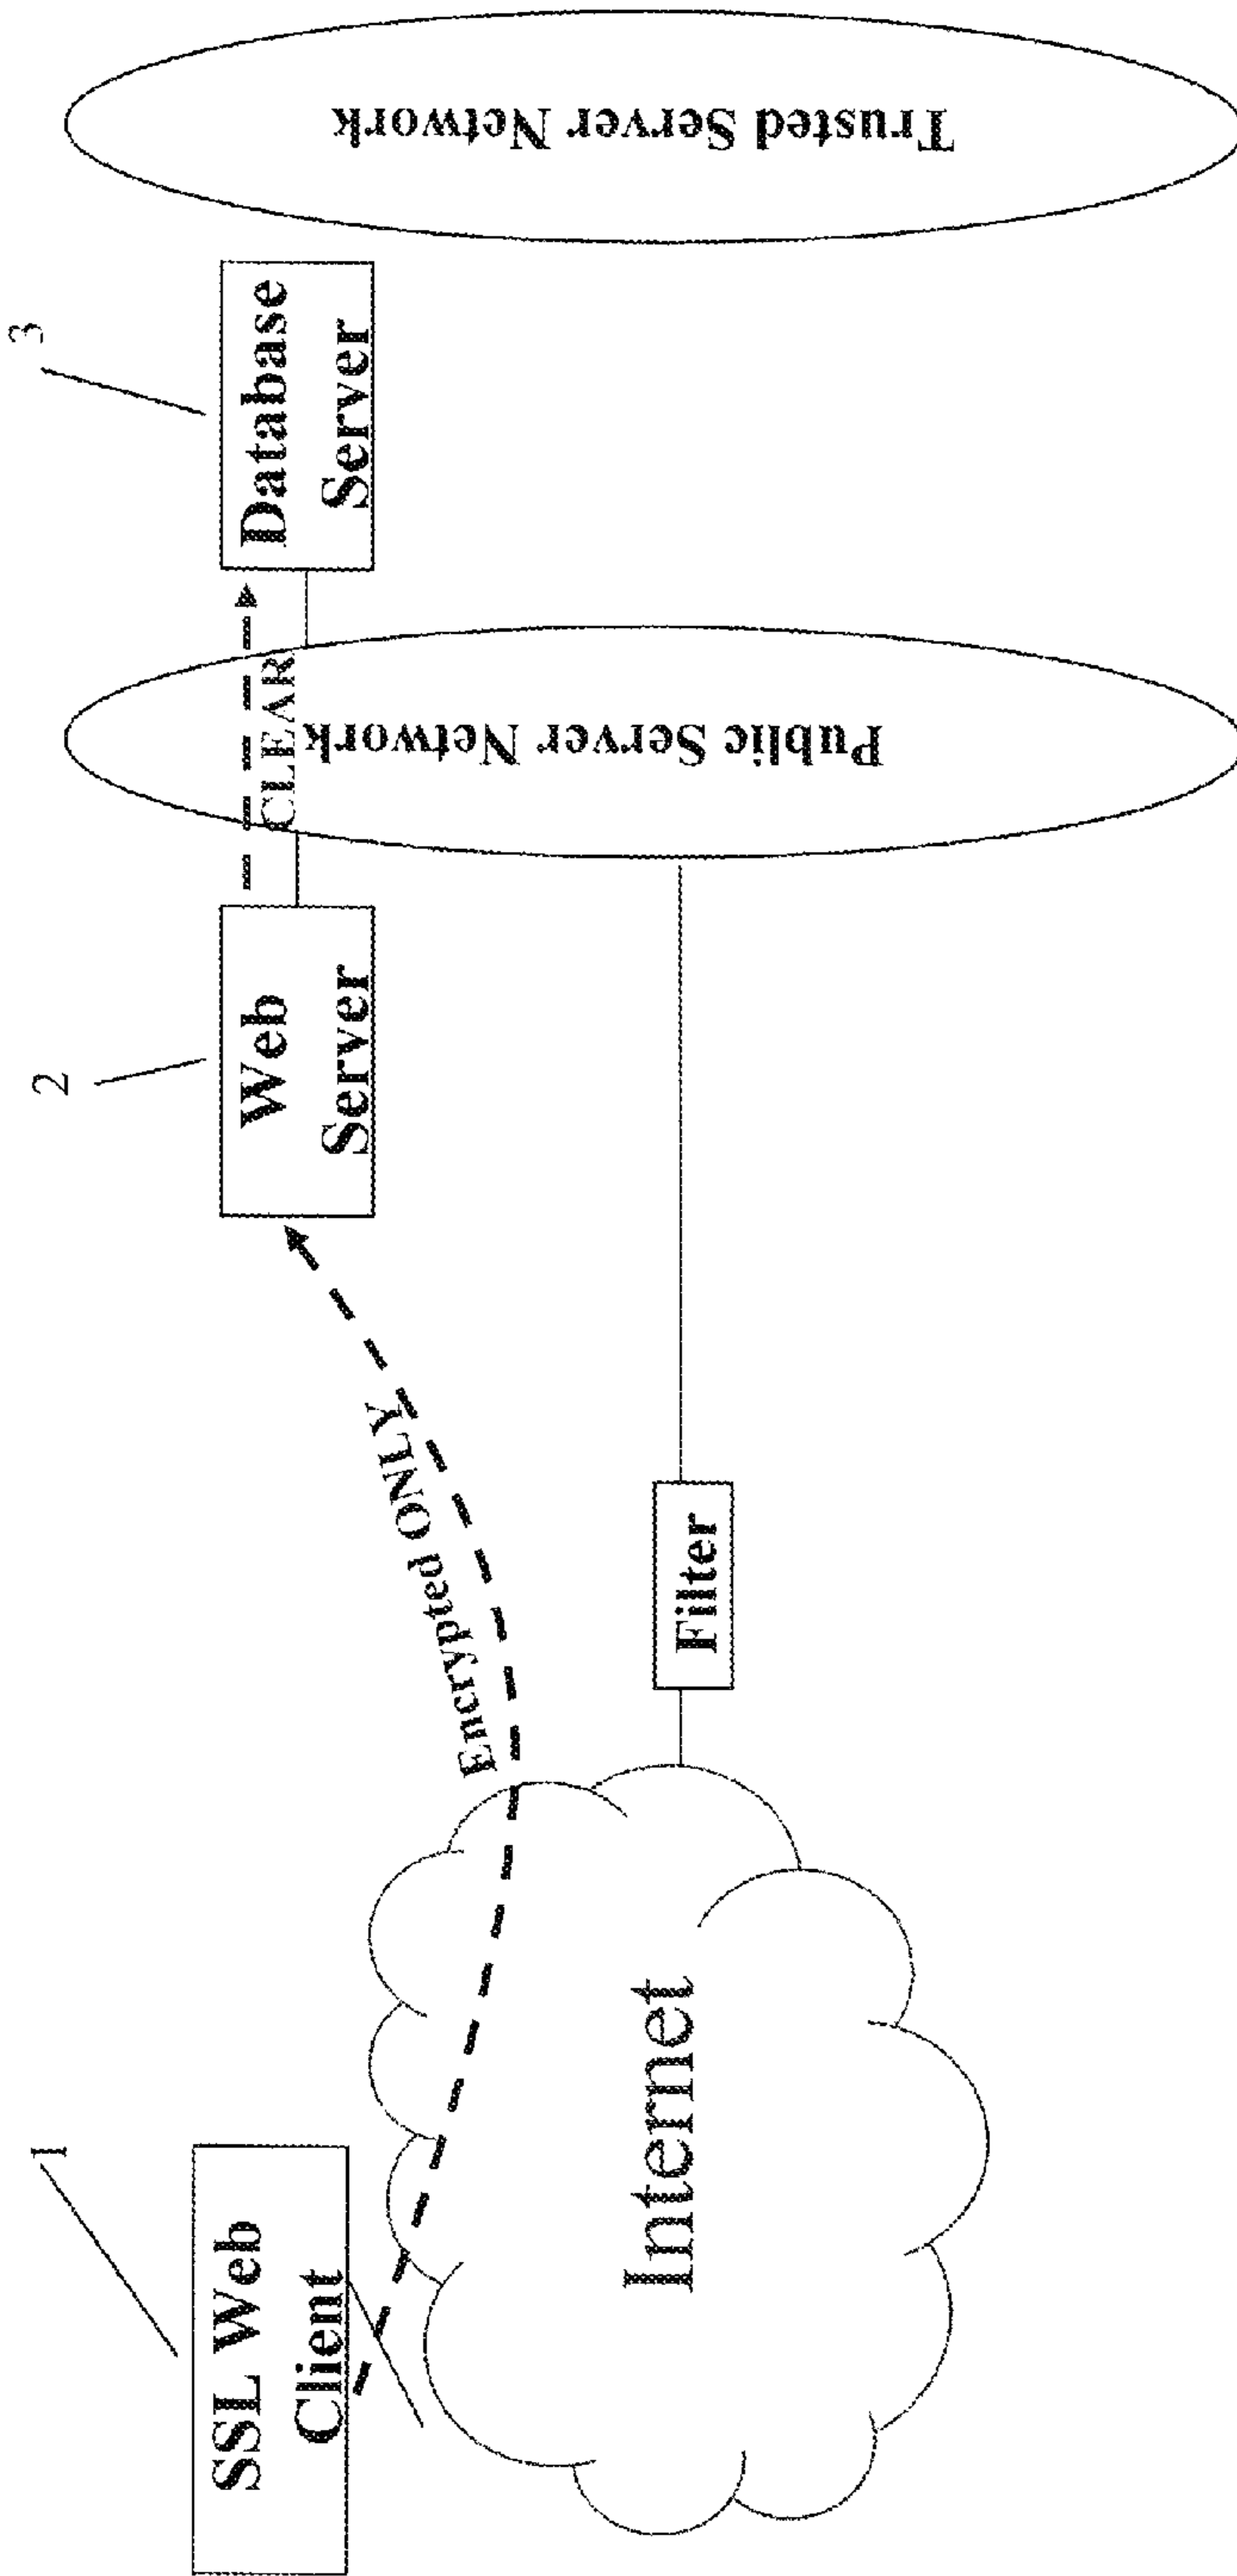 1
SSL Web
Client
Internet
Encrypted ONLY
Filter
2
Web
Server
CLEAR
Public Server Network
3
Database
Server
Trusted Server Network